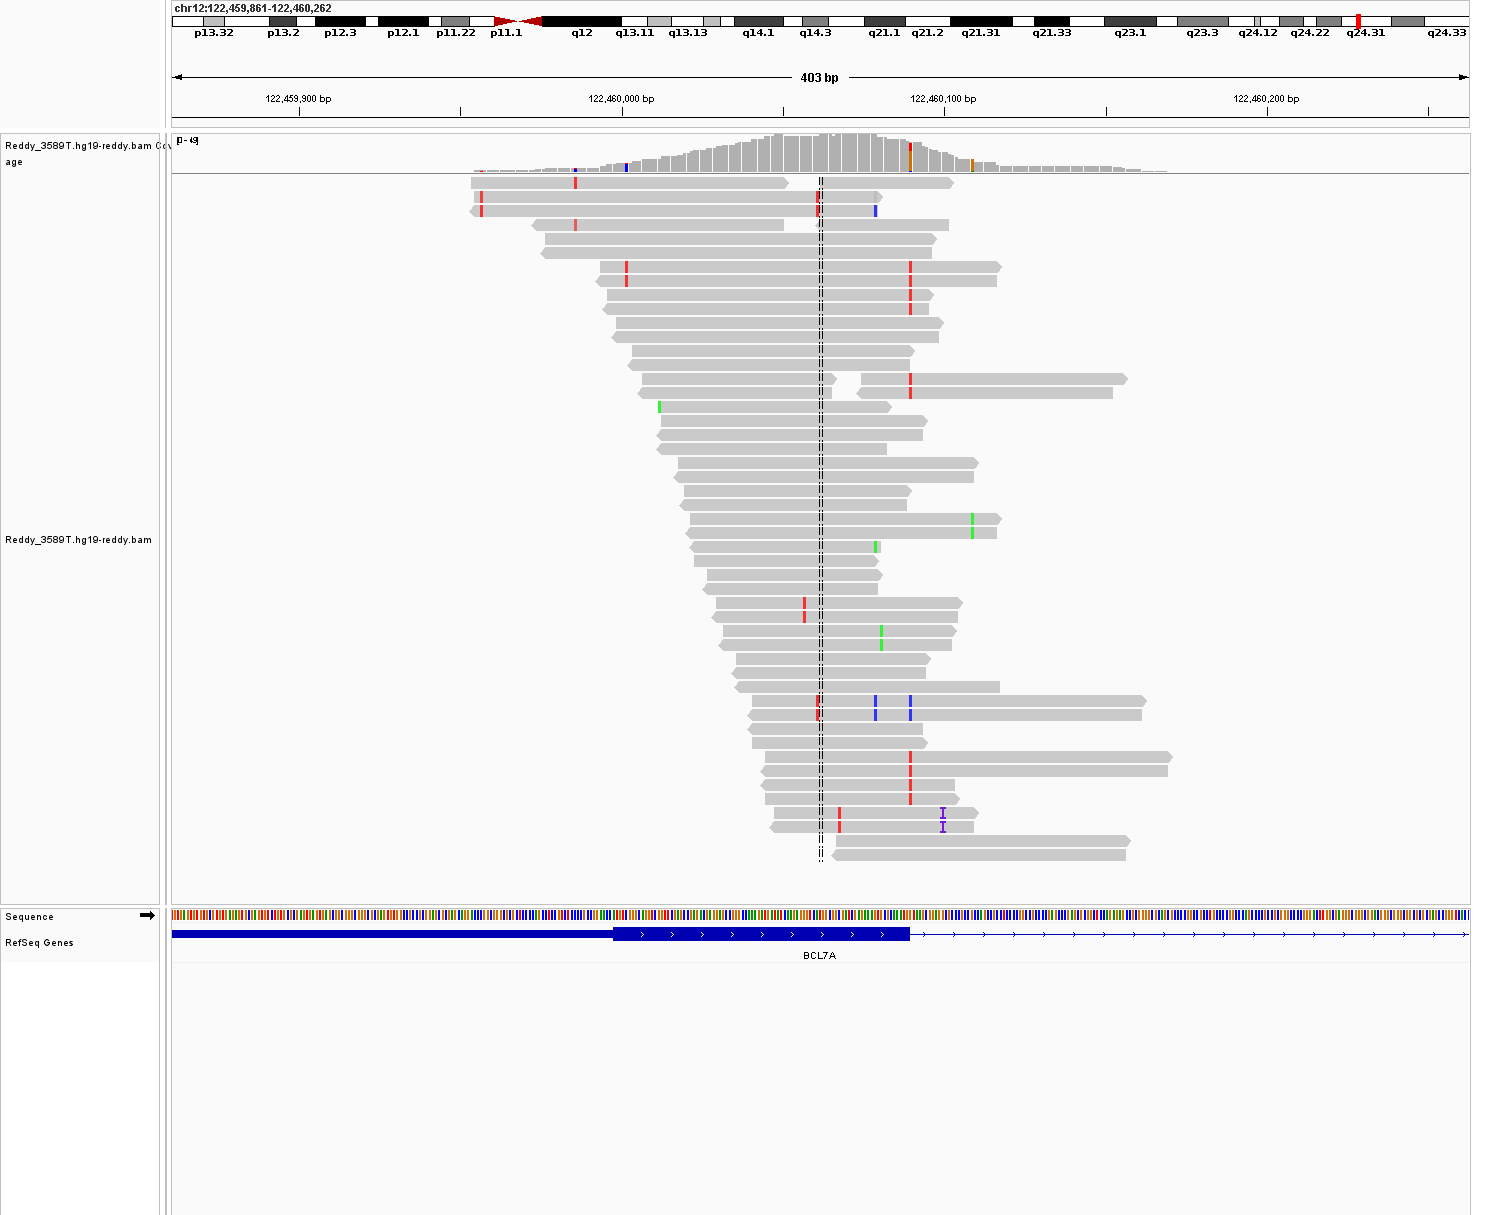 chr12:122,459,861-122,460,262
p13.32 p13.2 p12.3 p12.1 p11.22 p11.1 q12 q13.11 q13.13 q14.1 q14.3 q21.1 q21.2 q21.31 q21.33 q23.1 q23.3 q24.12 q24.22 q24.31 q24.33
403 bp
122,459,900 bp 122,460,000 bp 122,460,100 bp 122,460,200 bp
Reddy_3589T.hg19-reddy.bam Cov
age
[0 - 49]
Reddy_3589T.hg19-reddy.bam
Sequence
RefSeq Genes
BCL7A